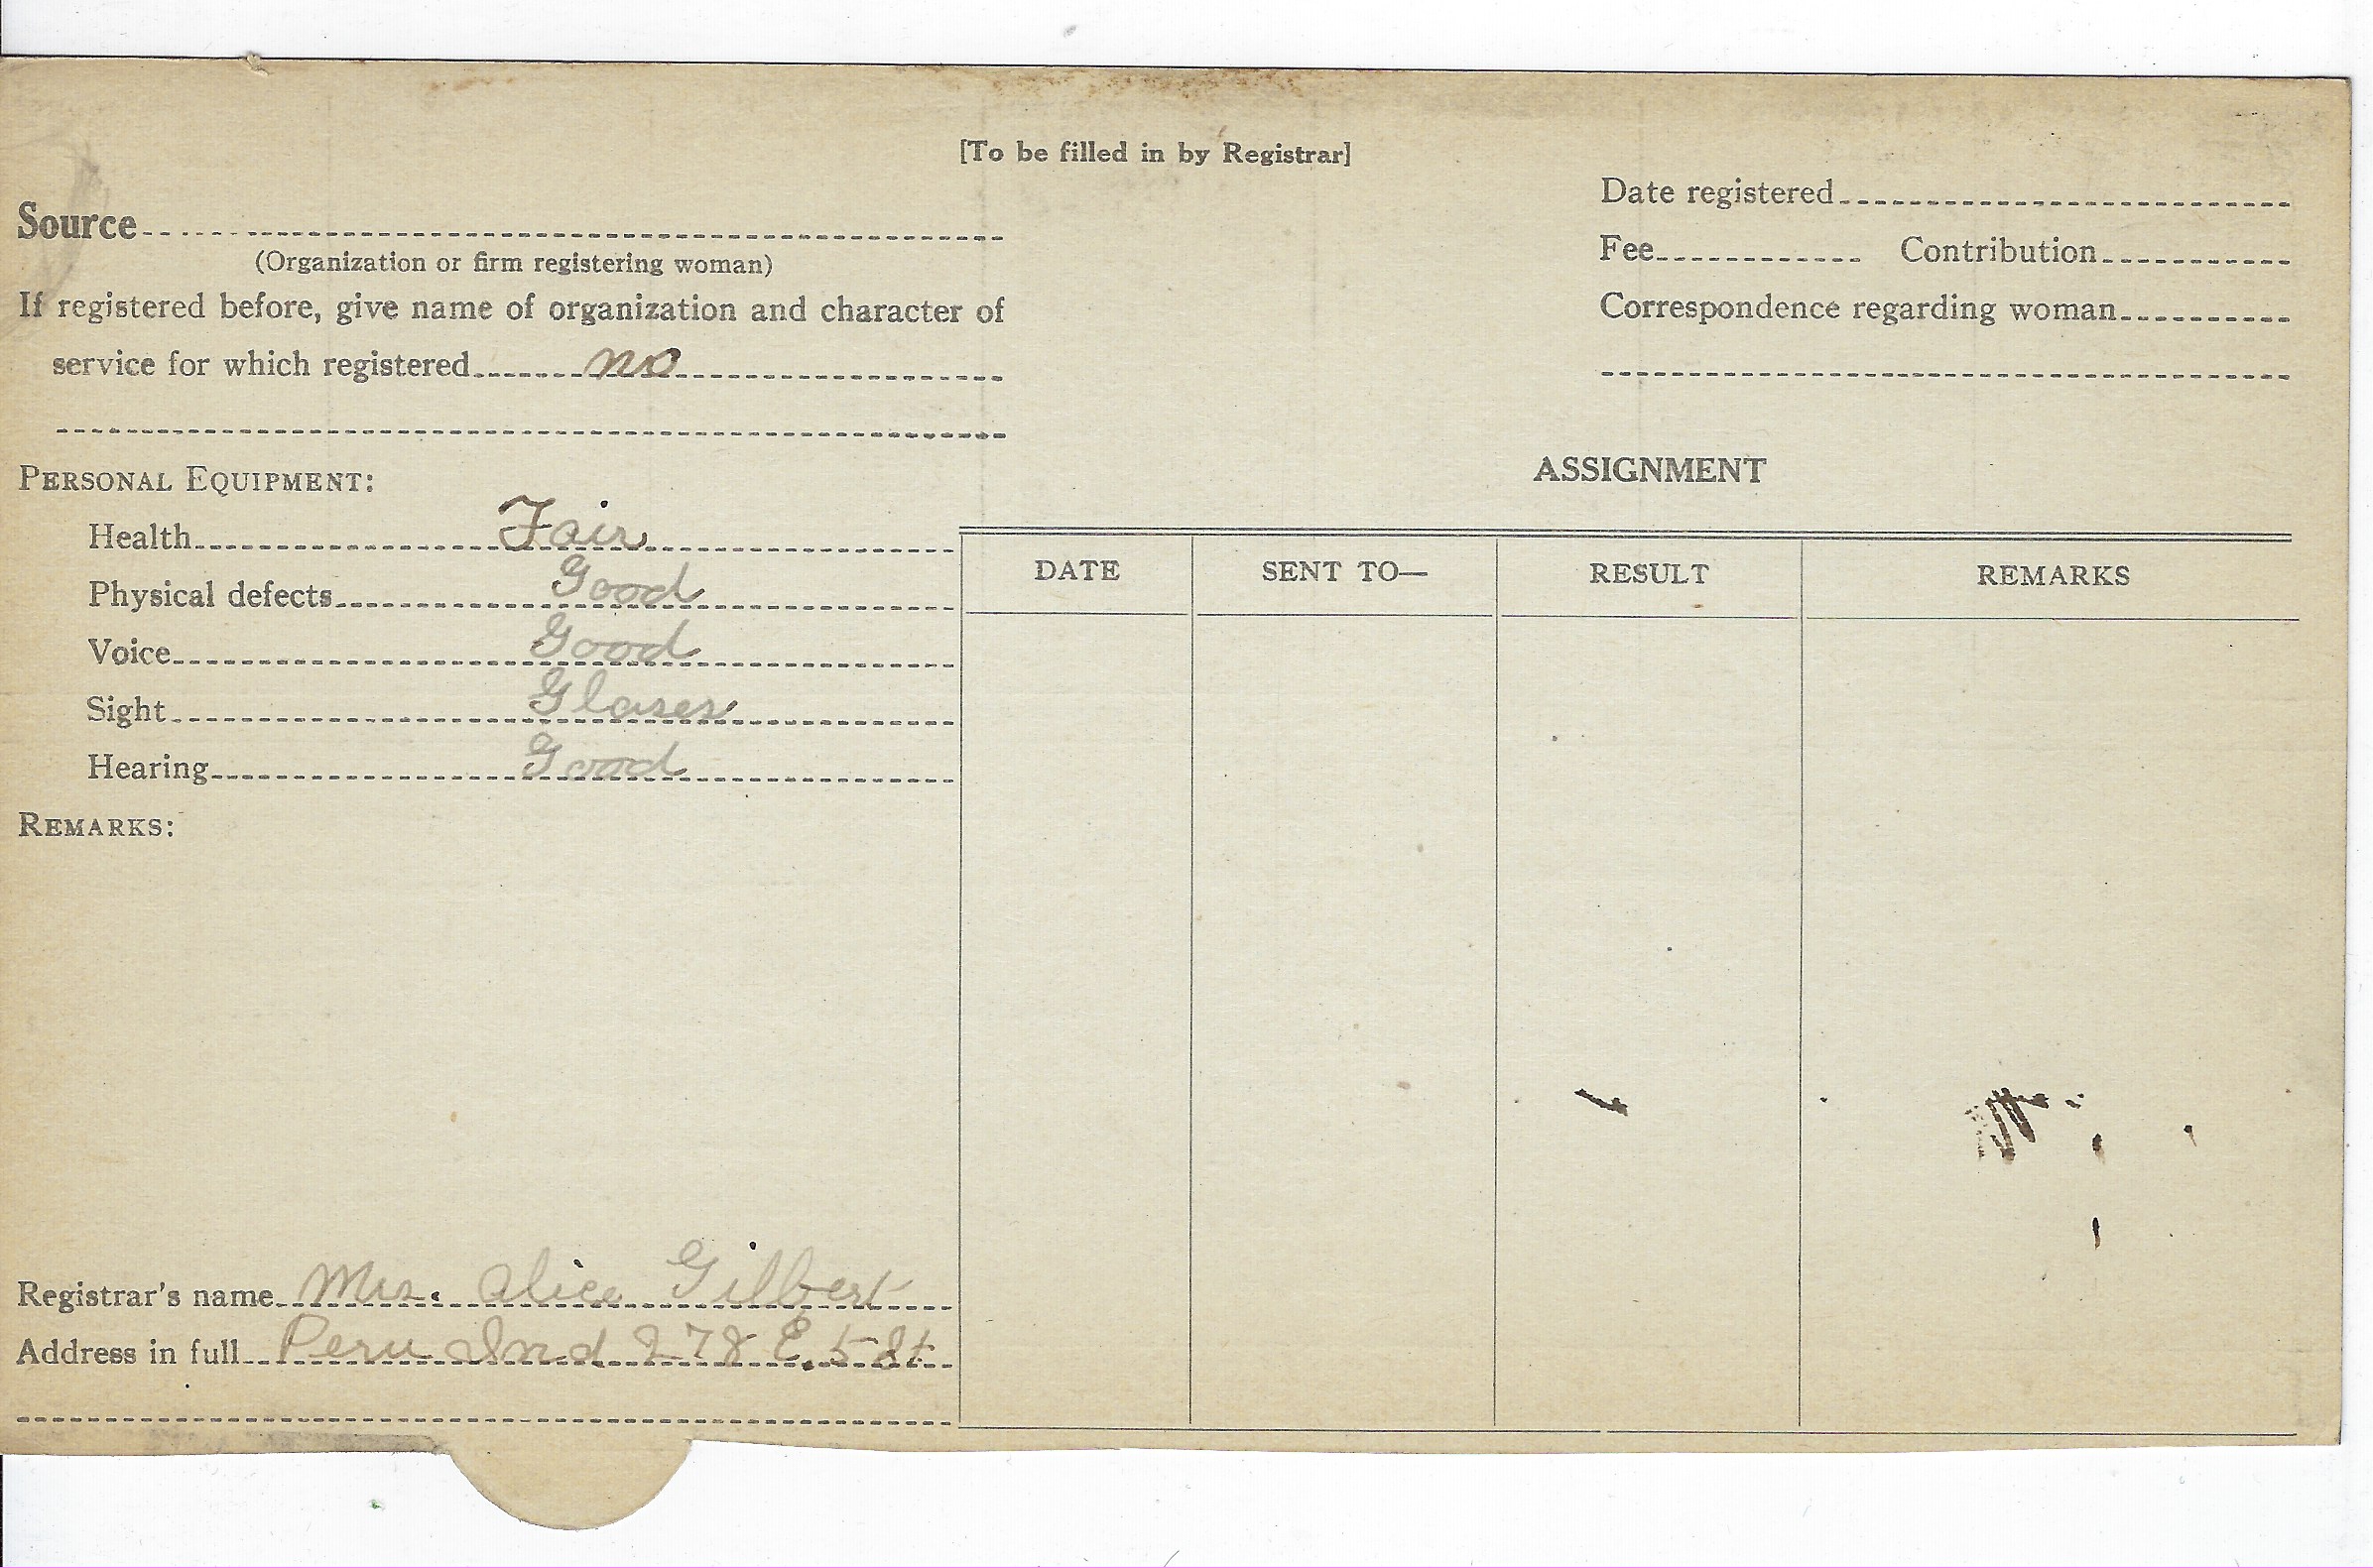 [To be filled in by Registrar]
Date registered
Source
(Organization or firm registering woman)
Fee Contribution
If registered before, give name of organization and character of
Correspondence regarding woman
service for which registered no
PERSONAL EQUIPMENT:
ASSIGNMENT
Health Fair
Physical defects Good
Voice Good
Sight Glases
Hearing Good
DATE SENT TO— RESULT REMARKS
REMARKS:
Registrar's name Mrs. Alice Gilbert
Address in full Peru Ind 278 E. 5 St.